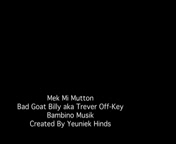 Mek Mi Mutton
Bad Goat Billy aka Trever Off-Key
Bambino Musik
Created By Yeuniek Hinds